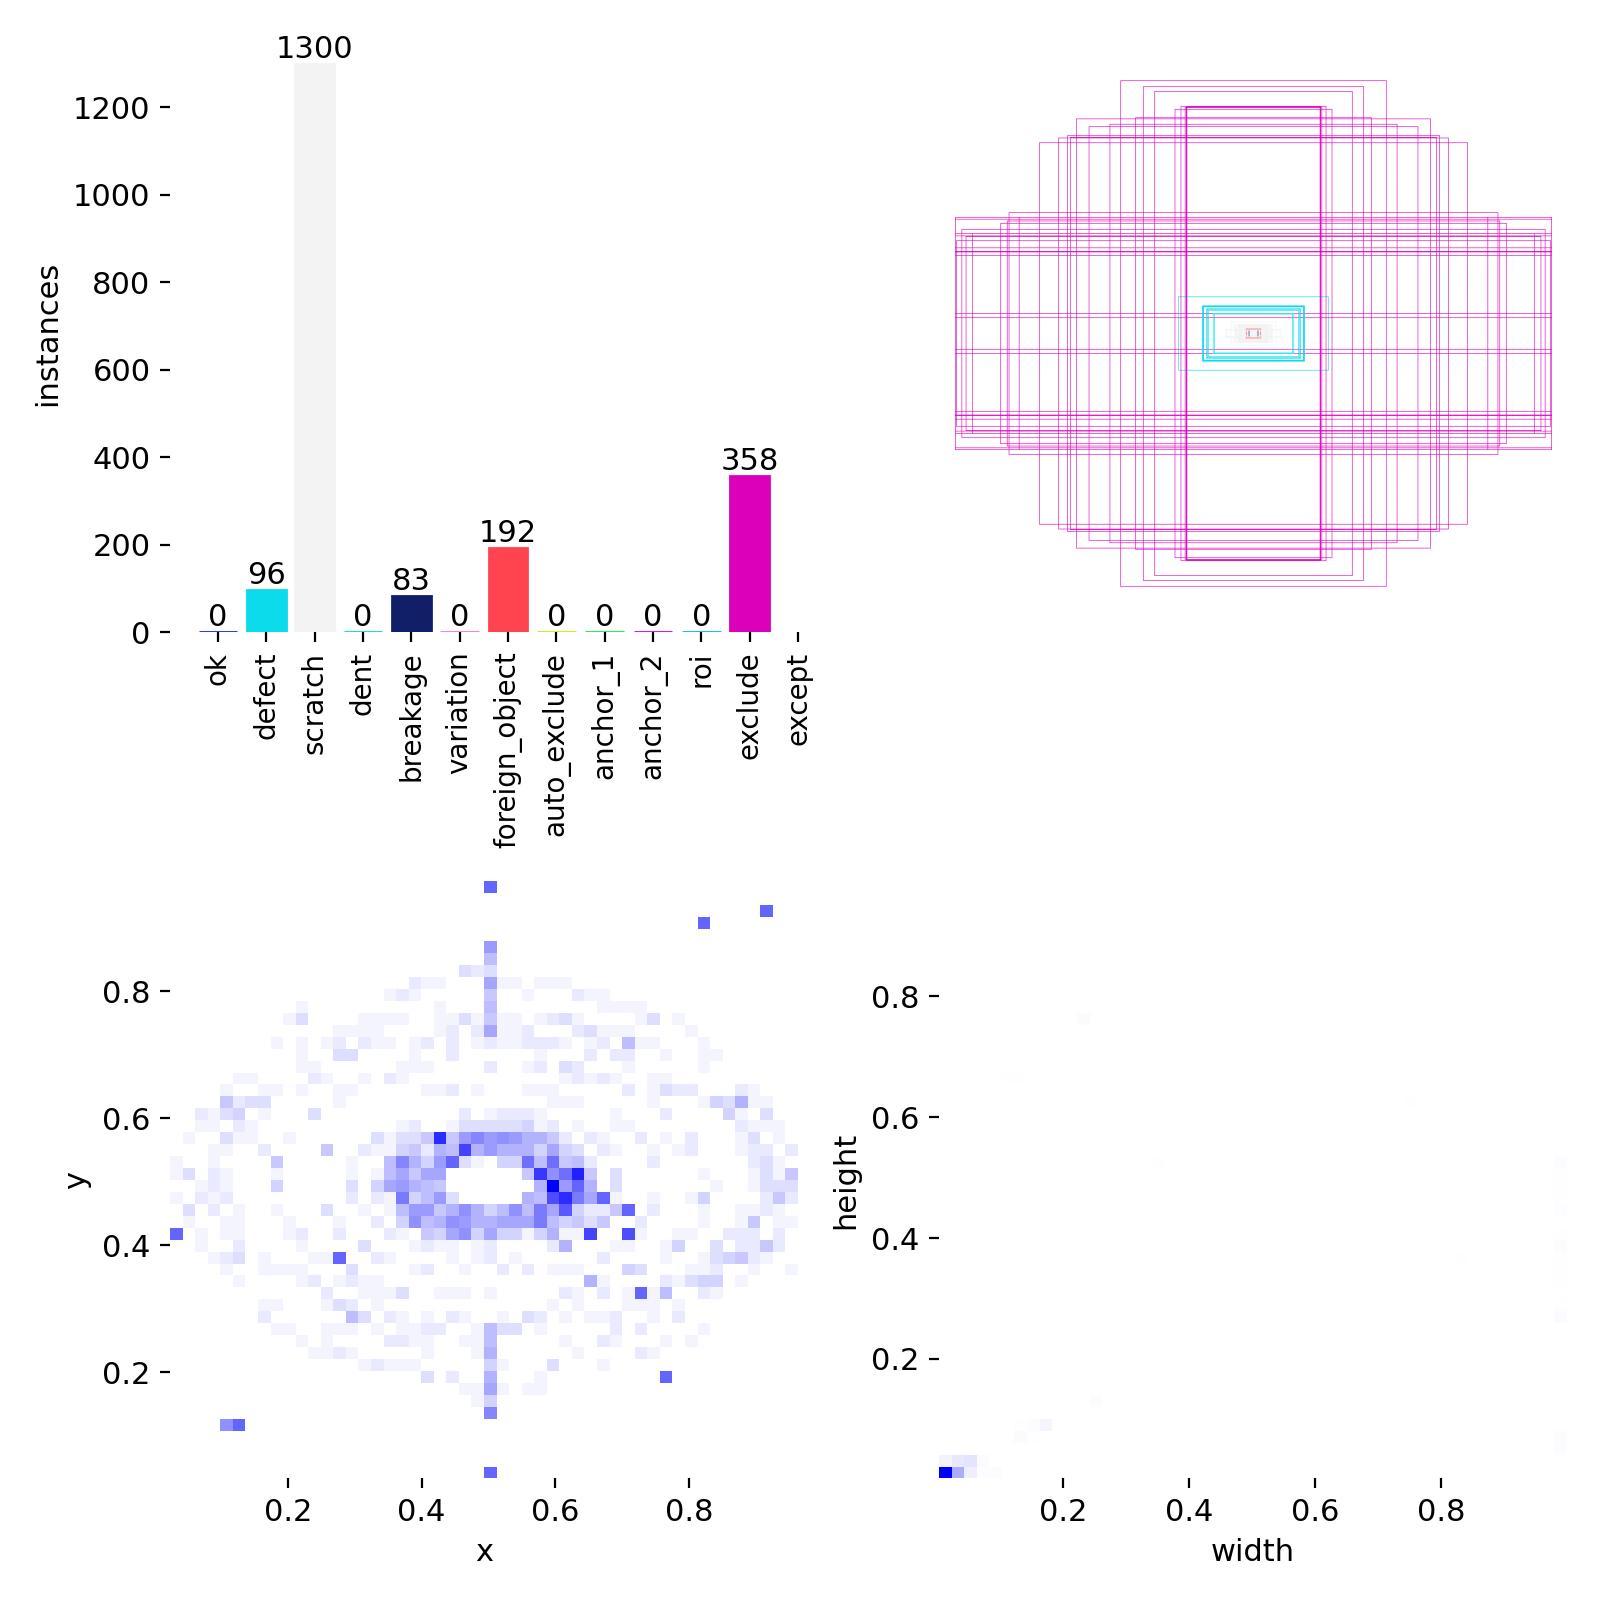 1300
1200
1000
800
600
400
200
0
instances
0
96
0
83
0
192
0
0
0
0
358
ok
defect
scratch
dent
breakage
variation
foreign_object
auto_exclude
anchor_1
anchor_2
roi
exclude
except
0.8
0.6
0.4
0.2
y
0.2 0.4 0.6 0.8
x
0.8
0.6
0.4
0.2
height
0.2 0.4 0.6 0.8
width